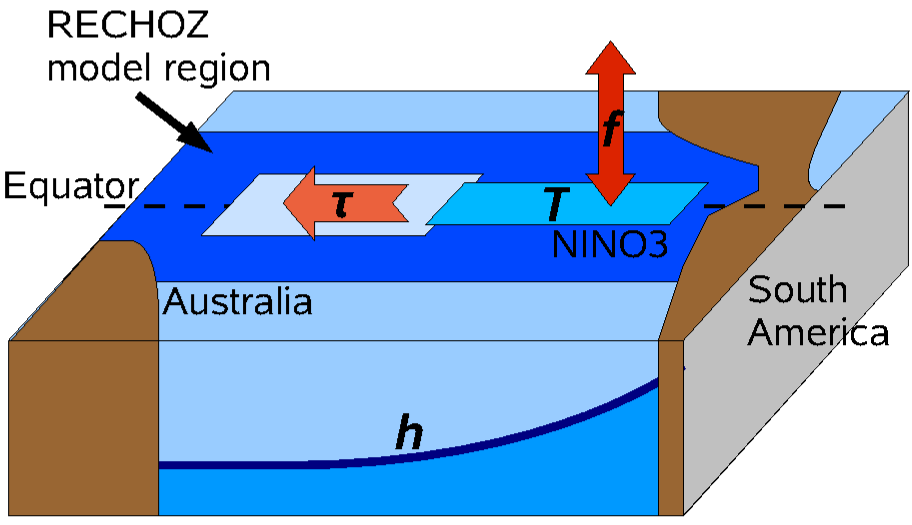 RECHOZ
model region
f
Equator
τ
T
NINO3
Australia
South
America
h